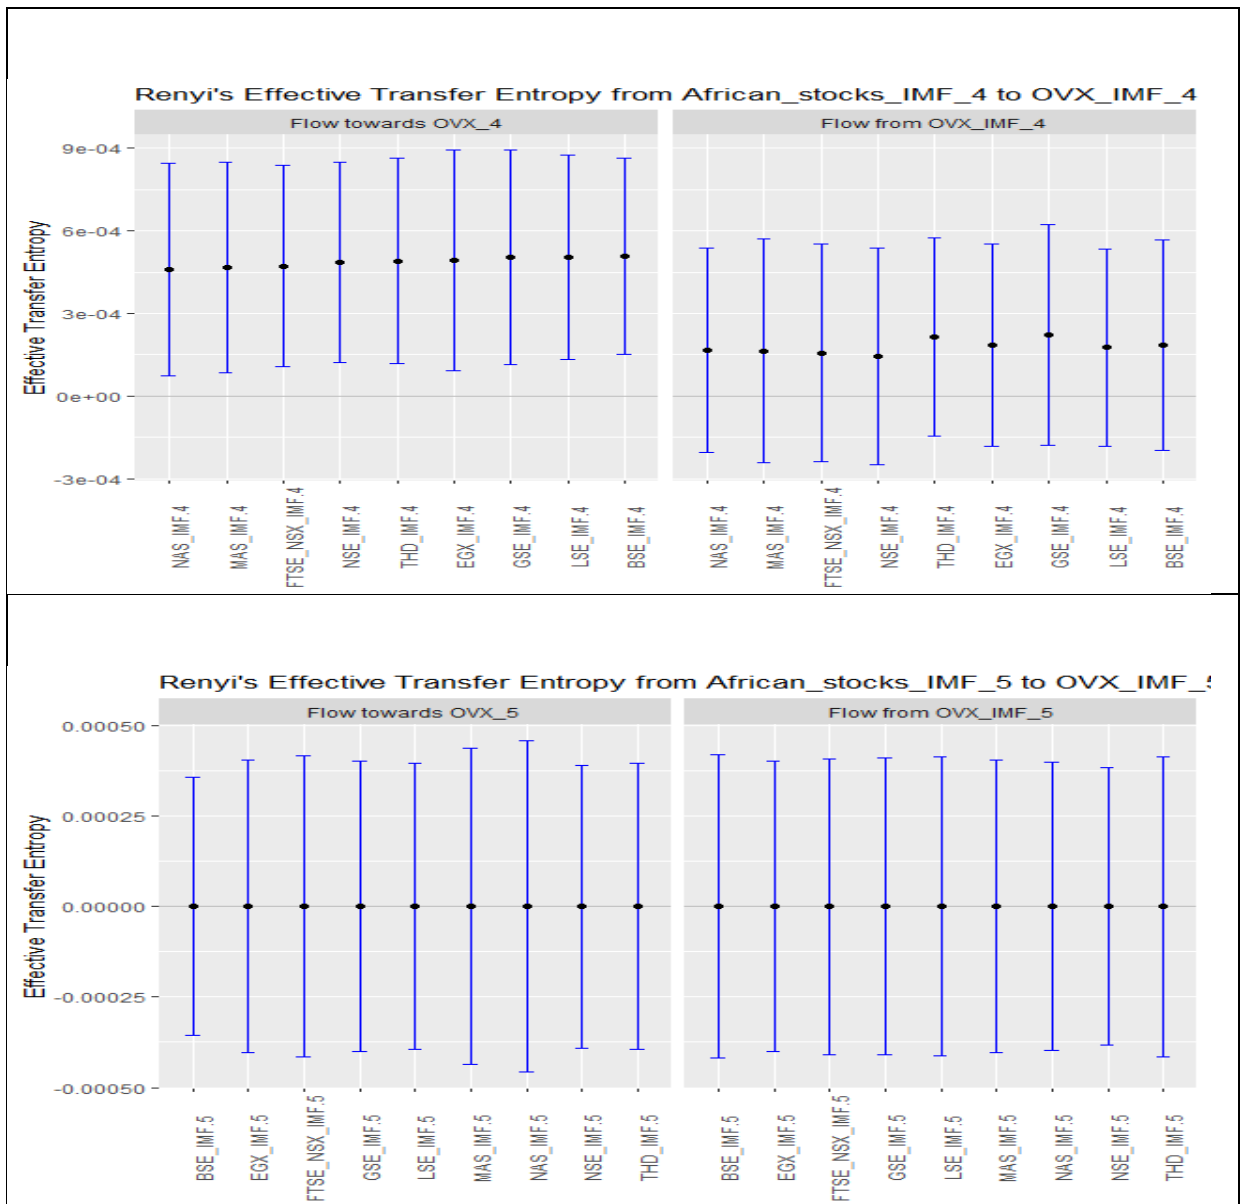 Renyi's Effective Transfer Entropy from African_stocks_IMF_4 to OVX_IMF_4
Flow towards OVX_4
Flow from OVX_IMF_4
Effective Transfer Entropy
9e-04
6e-04
3e-04
0e+00
-3e-04
NAS_IMF.4
MAS_IMF.4
FTSE_NSX_IMF.4
NSE_IMF.4
THD_IMF.4
EGX_IMF.4
GSE_IMF.4
LSE_IMF.4
BSE_IMF.4
NAS_IMF.4
MAS_IMF.4
FTSE_NSX_IMF.4
NSE_IMF.4
THD_IMF.4
EGX_IMF.4
GSE_IMF.4
LSE_IMF.4
BSE_IMF.4
Renyi's Effective Transfer Entropy from African_stocks_IMF_5 to OVX_IMF_5
Flow towards OVX_5
Flow from OVX_IMF_5
Effective Transfer Entropy
0.00050
0.00025
0.00000
-0.00025
-0.00050
BSE_IMF.5
EGX_IMF.5
FTSE_NSX_IMF.5
GSE_IMF.5
LSE_IMF.5
MAS_IMF.5
NAS_IMF.5
NSE_IMF.5
THD_IMF.5
BSE_IMF.5
EGX_IMF.5
FTSE_NSX_IMF.5
GSE_IMF.5
LSE_IMF.5
MAS_IMF.5
NAS_IMF.5
NSE_IMF.5
THD_IMF.5